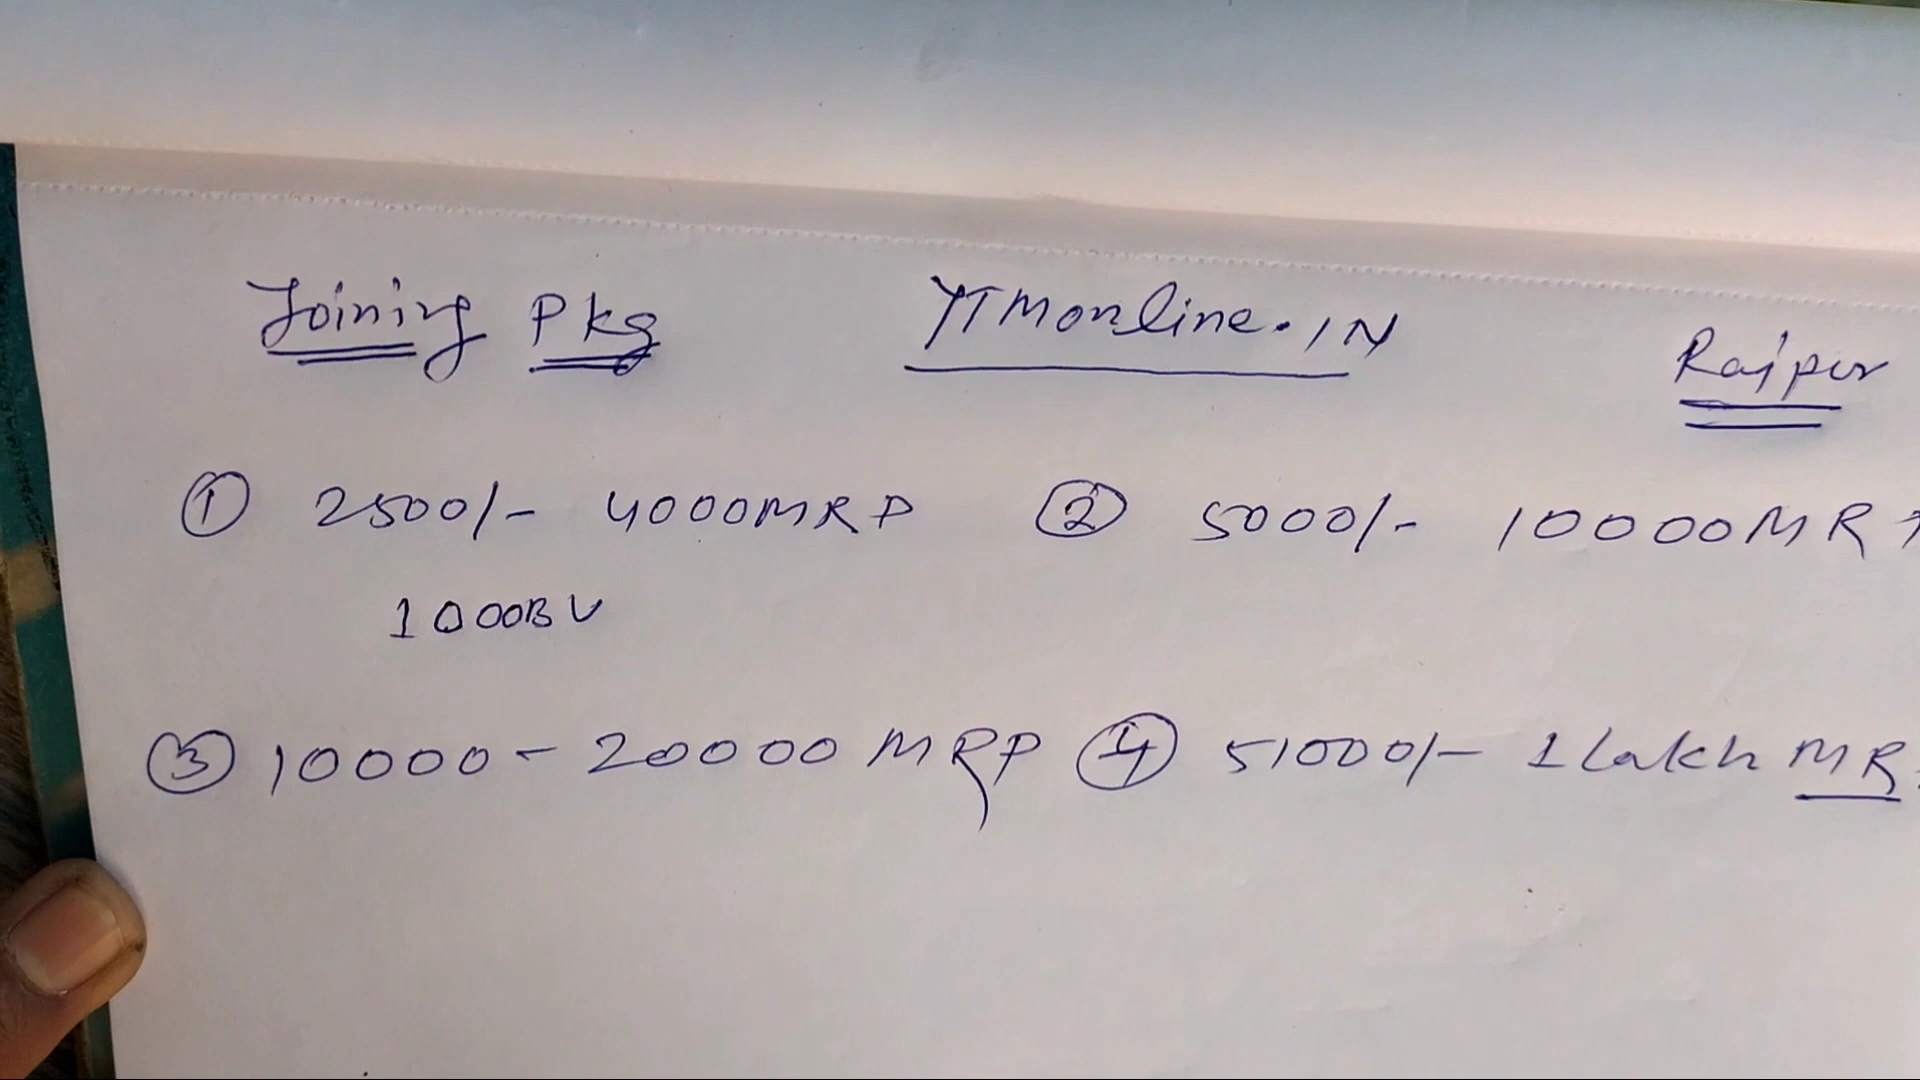 Joining Pkg YTMonline.IN Raipur
① 2500/- 4000MRP ② 5000/- 10000MRP
1000BV
③ 10000 - 20000 MRP ④ 51000/- 1 Lakh MR